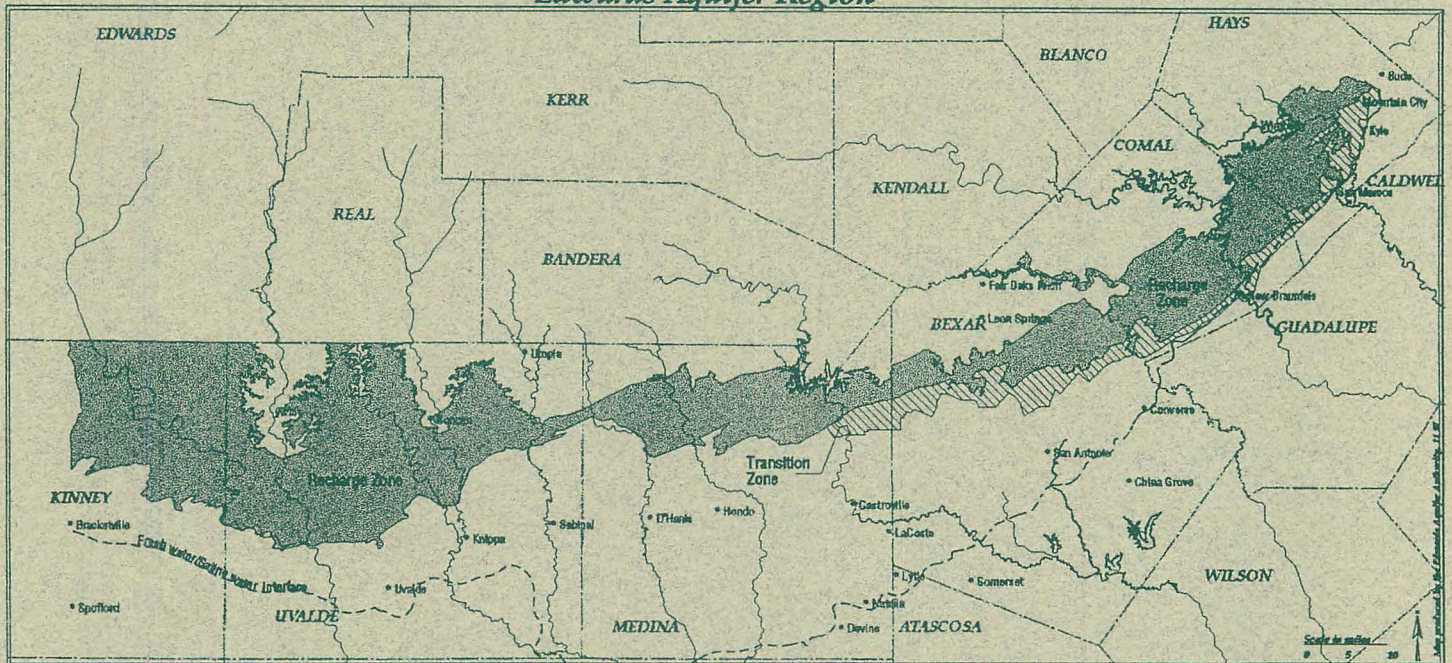 Edwards Aquifer Region
EDWARDS
HAYS
BLANCO
Buda
KERR
Mountain City
Kyle
COMAL
KENDALL
San Marcos
REAL
BANDERA
Fair Oaks
Recharge
Zone
New Braunfels
BEXAR
Leon Springs
GUADALUPE
Utopia
Converse
San Antonio
Transition
Zone
Recharge Zone
China Grove
KINNEY
Brackettville
Castroville
Sabinal
D'Hanis
Hondo
LaCoste
Knippa
Fresh Water/Saline Water Interface
Lytle
Somerset
WILSON
Uvalde
Natalia
Spofford
UVALDE
MEDINA
Devine
ATASCOSA
Scale in miles
0 5 10